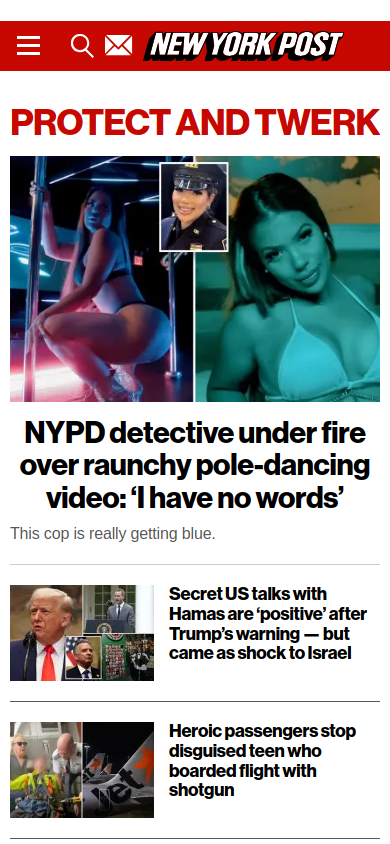 NEW YORK POST
PROTECT AND TWERK
NYPD detective under fire
over raunchy pole-dancing
video: ‘I have no words’
This cop is really getting blue.
Secret US talks with
Hamas are ‘positive’ after
Trump’s warning — but
came as shock to Israel
Heroic passengers stop
disguised teen who
boarded flight with
shotgun
Jet